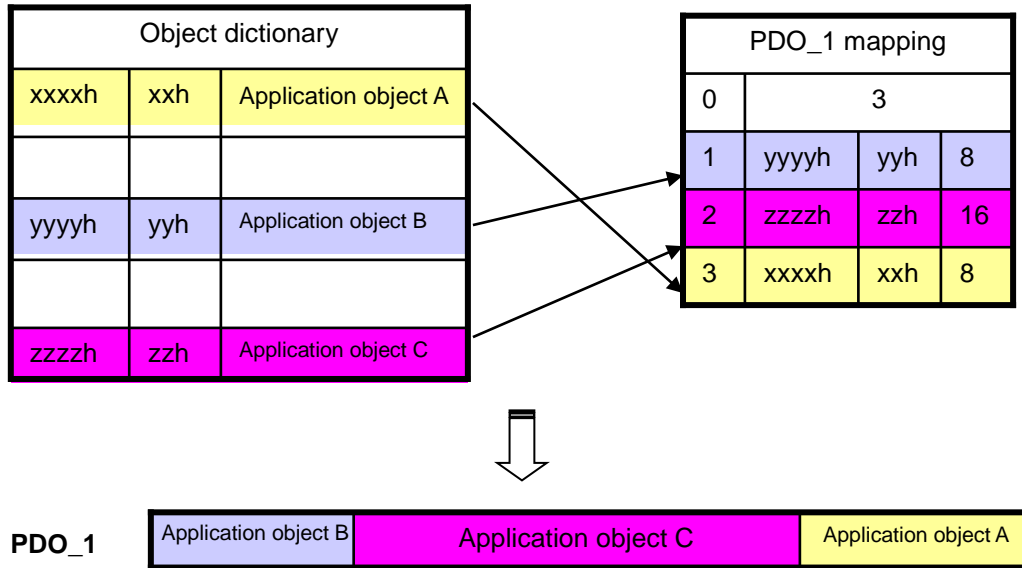 Object dictionary
xxxxh xxh Application object A
yyyyh yyh Application object B
zzzzh zzh Application object C
PDO_1 mapping
0 3
1 yyyyh yyh 8
2 zzzzh zzh 16
3 xxxxh xxh 8
PDO_1 Application object B Application object C Application object A